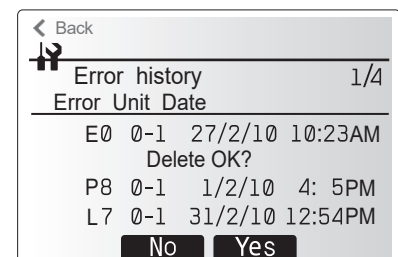 Back
Error history 1/4
Error Unit Date
E0 0-1 27/2/10 10:23AM
Delete OK?
P8 0-1 1/2/10 4: 5PM
L7 0-1 31/2/10 12:54PM
No Yes